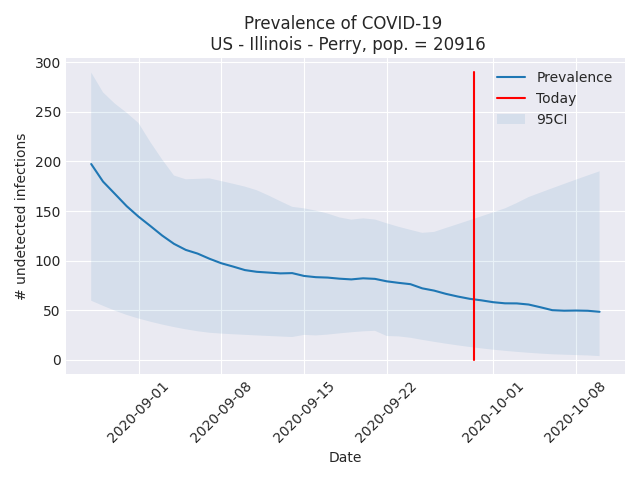 Prevalence of COVID-19
US - Illinois - Perry, pop. = 20916
300
250
200
150
100
50
0
# undetected infections
Prevalence
Today
95CI
2020-09-01
2020-09-08
2020-09-15
2020-09-22
2020-10-01
2020-10-08
Date